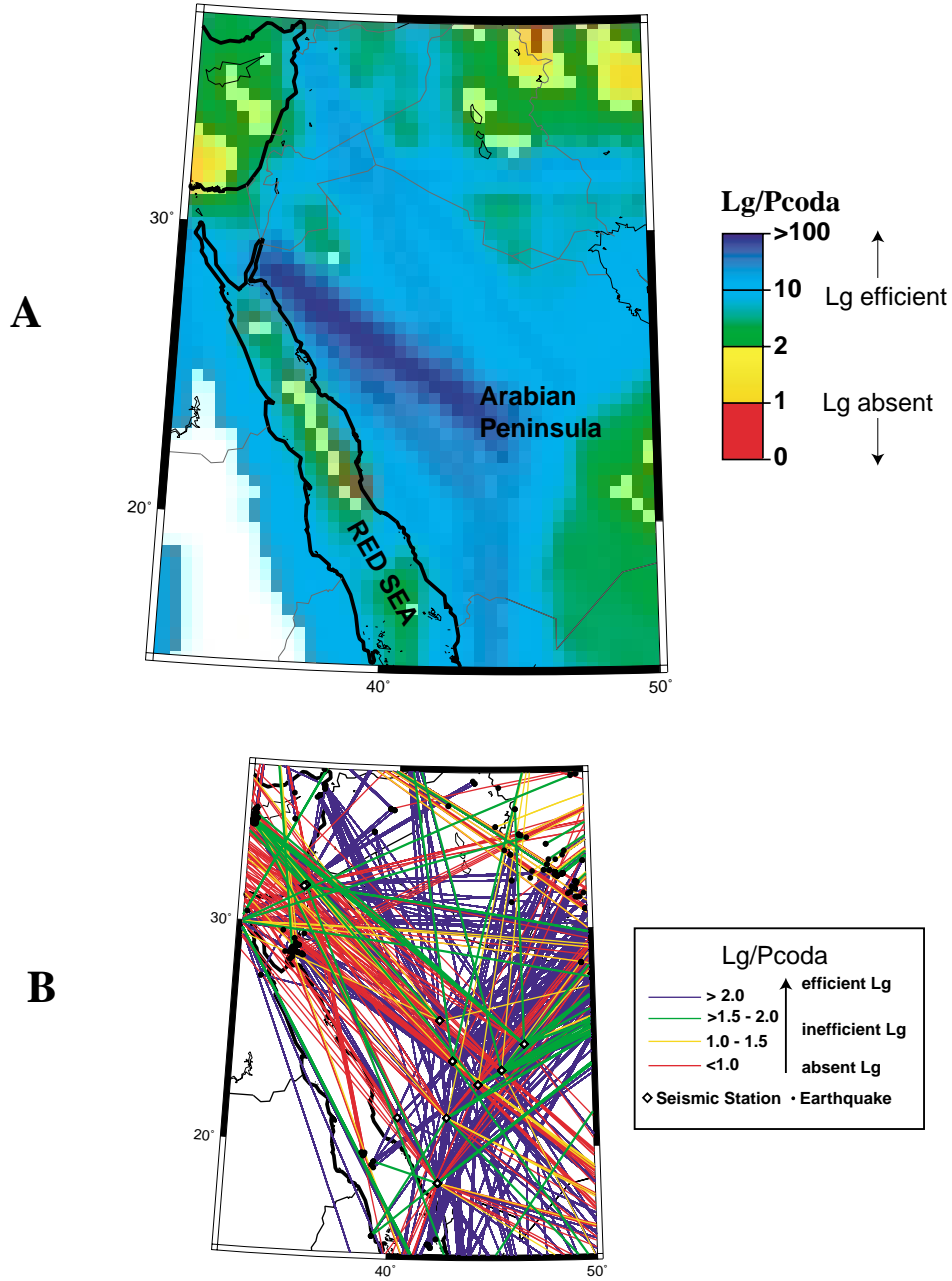 A
30°
20°
40°
50°
Arabian
Peninsula
RED SEA
Lg/Pcoda
>100
10
2
1
0
Lg efficient
Lg absent
B
30°
20°
40°
50°
Lg/Pcoda
efficient Lg
> 2.0
>1.5 - 2.0
inefficient Lg
1.0 - 1.5
<1.0
absent Lg
Seismic Station
Earthquake